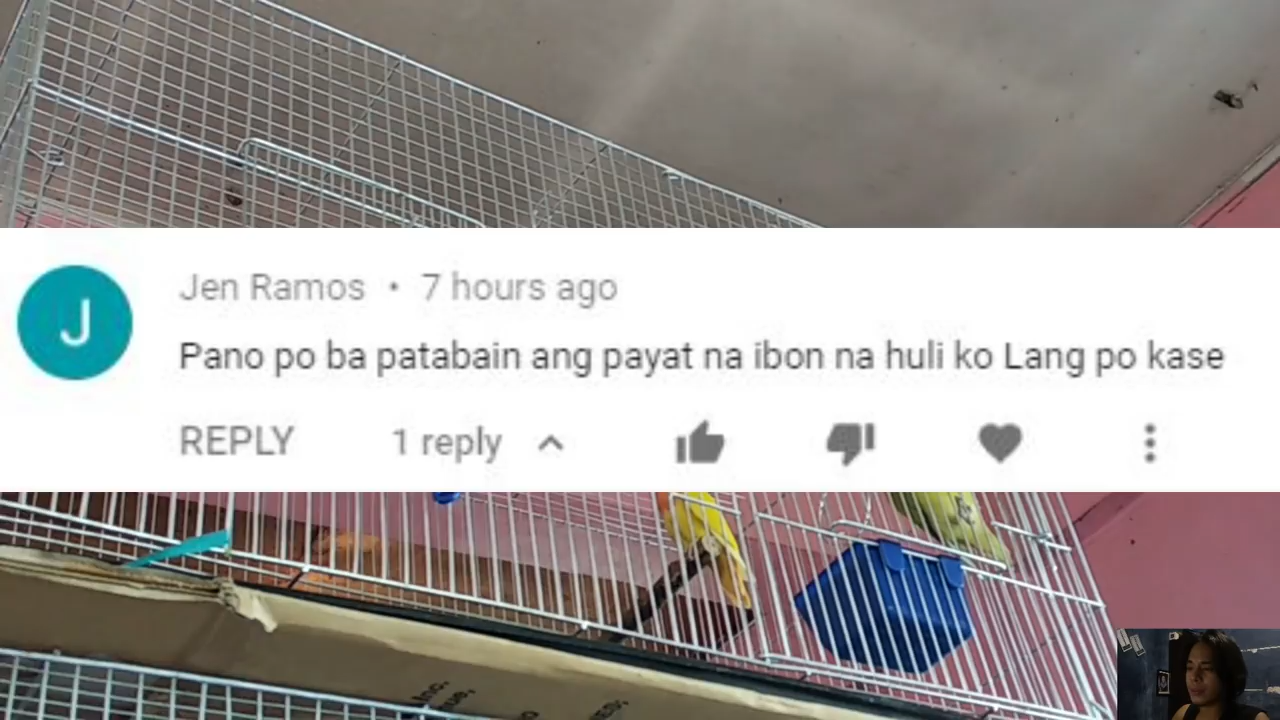 J
Jen Ramos • 7 hours ago
Pano po ba patabain ang payat na ibon na huli ko Lang po kase
REPLY 1 reply